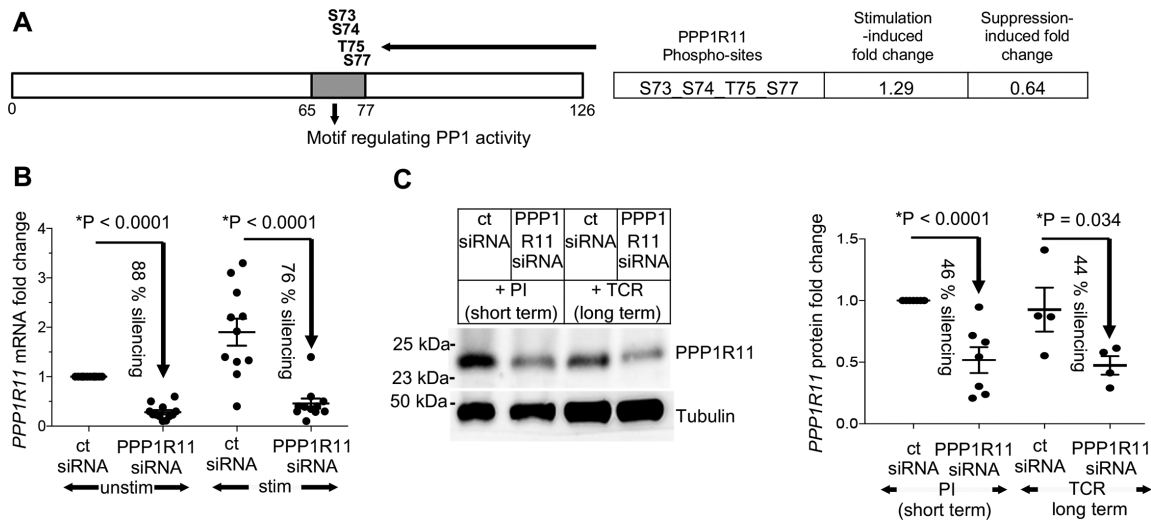 A
S73
S74
T75
S77
0
65
77
126
Motif regulating PP1 activity
PPP1R11
Phospho-sites
Stimulation
-induced
fold change
Suppression-
induced fold
change
S73_S74_T75_S77
1.29
0.64
B
PPP1R11 mRNA fold change
4
3
2
1
0
*P < 0.0001
*P < 0.0001
88 % silencing
76 % silencing
ct
siRNA
PPP1R11
siRNA
ct
siRNA
PPP1R11
siRNA
unstim
stim
C
ct
siRNA
PPP1
R11
siRNA
ct
siRNA
PPP1
R11
siRNA
+ PI
(short term)
+ TCR
(long term)
25 kDa-
23 kDa-
50 kDa-
PPP1R11
Tubulin
PPP1R11 protein fold change
1.5
1.0
0.5
0.0
*P < 0.0001
*P = 0.034
46 % silencing
44 % silencing
ct
siRNA
PPP1R11
siRNA
ct
siRNA
PPP1R11
siRNA
PI
(short term)
TCR
long term